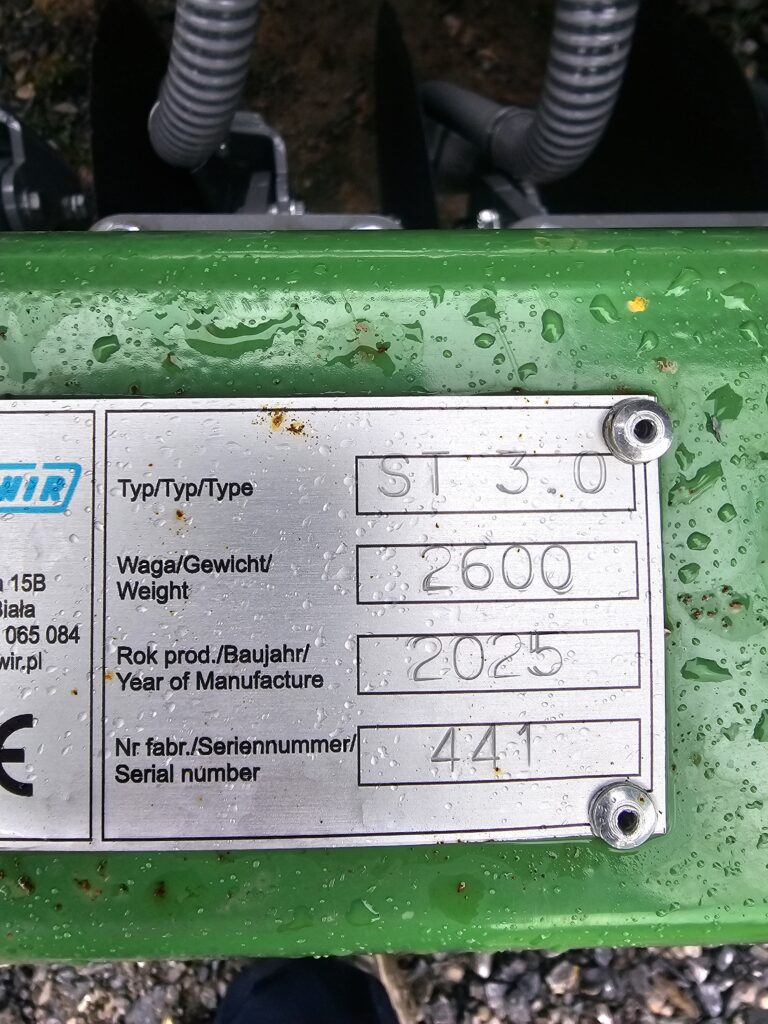 WIR
15B
Biała
065 084
wir.pl
CE
Typ/Typ/Type
ST 3.0
Waga/Gewicht/
Weight
2600
Rok prod./Baujahr/
Year of Manufacture
2025
Nr fabr./Seriennummer/
Serial number
441